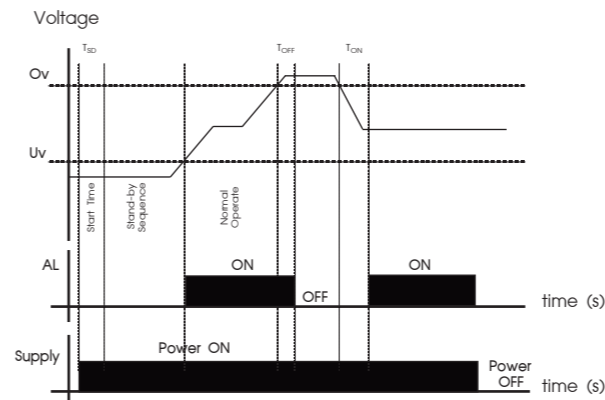 Voltage
TSD
TOFF
TON
Ov
Uv
Start Time
Stand-by
Sequence
Normal
Operate
AL
ON
OFF
ON
time (s)
Supply
Power ON
Power
OFF
time (s)